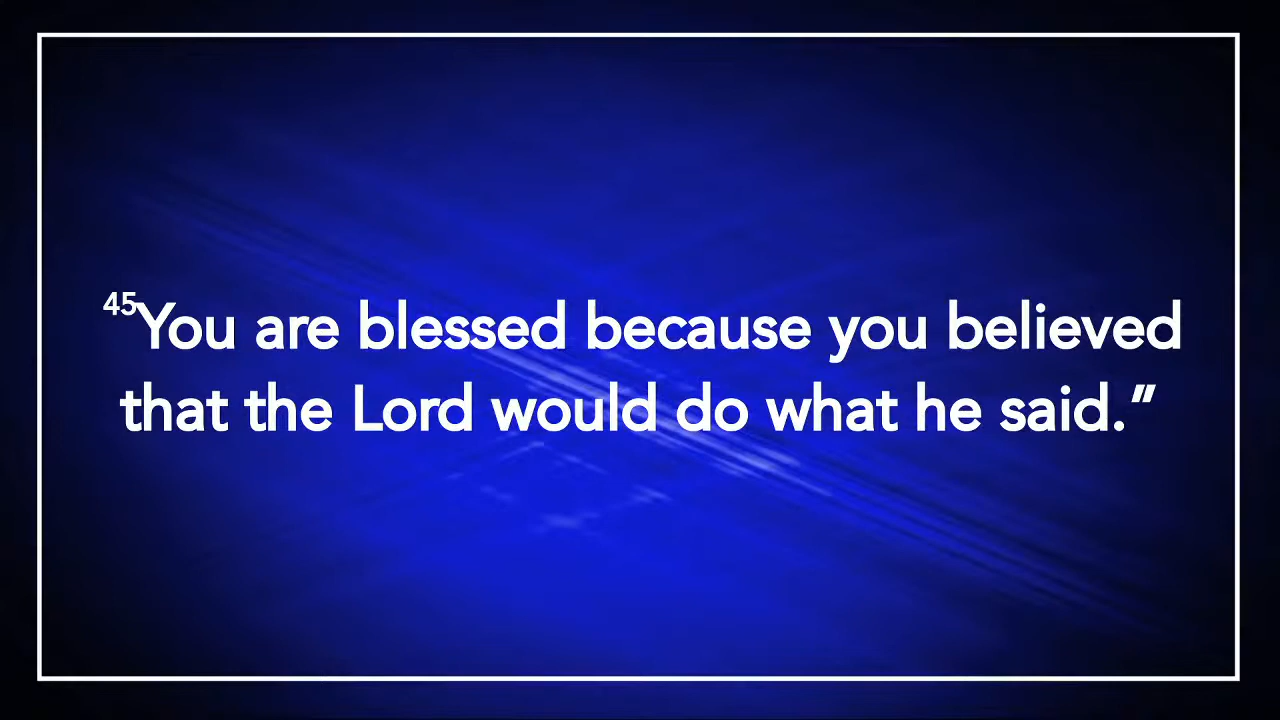 45You are blessed because you believed
that the Lord would do what he said.”